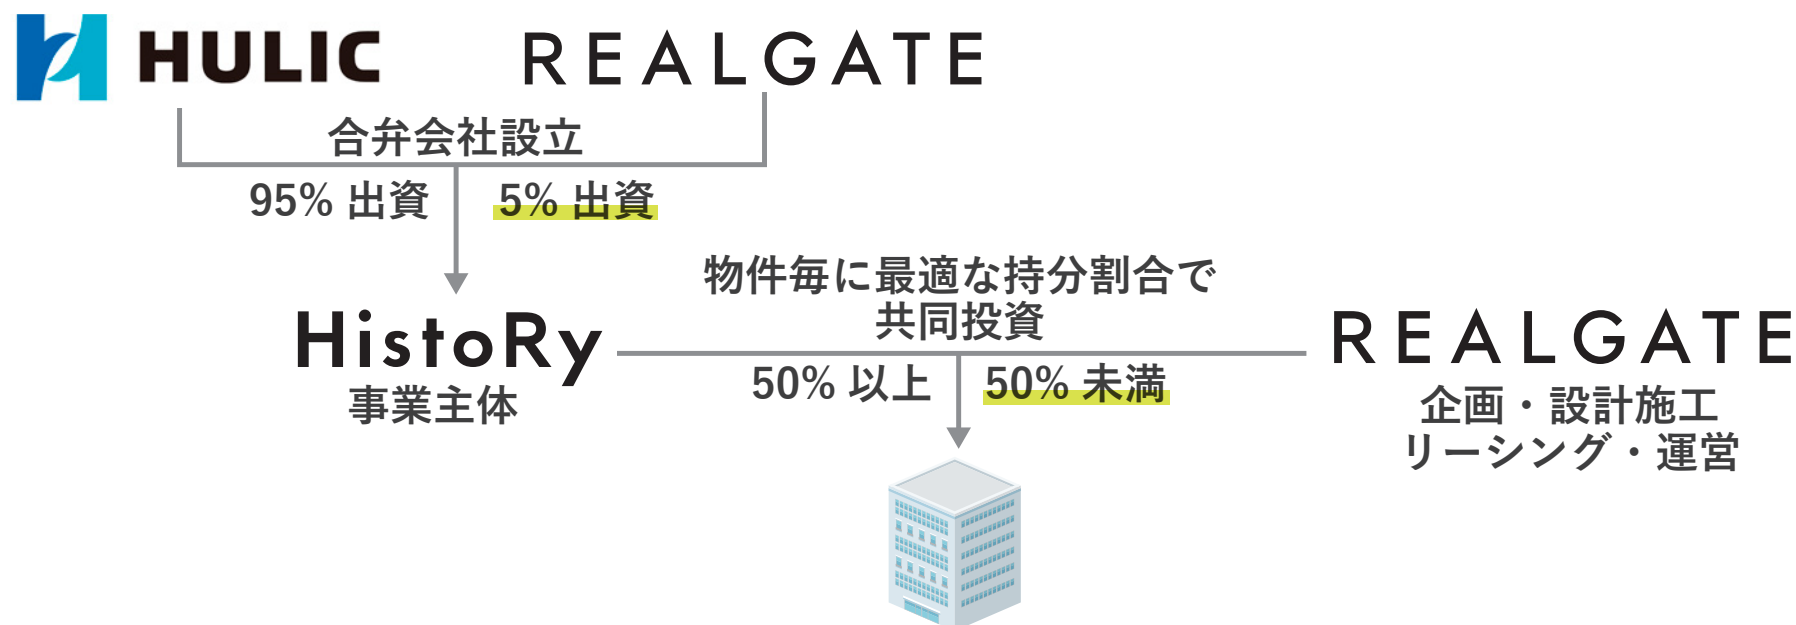 HULIC
REALGATE
合弁会社設立
95% 出資
5% 出資
物件毎に最適な持分割合で
共同投資
HistoRy
事業主体
50% 以上
50% 未満
REALGATE
企画・設計施工
リーシング・運営